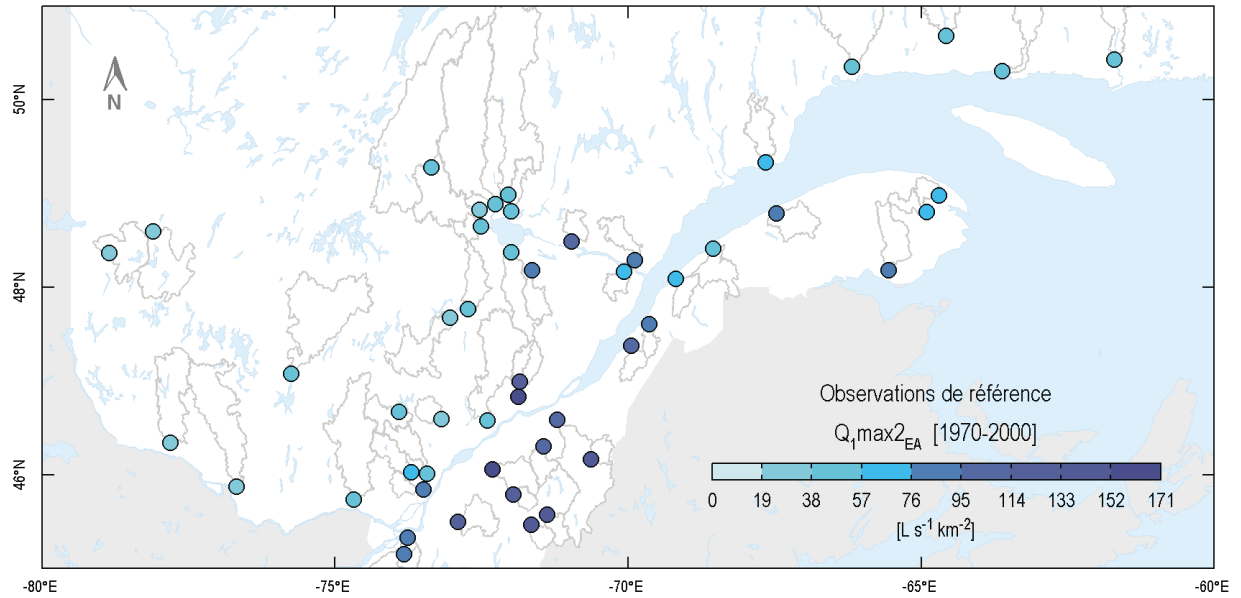 N
50°N
48°N
46°N
Observations de référence
Q₁max2EA [1970-2000]
0 19 38 57 76 95 114 133 152 171
[L s⁻¹ km⁻²]
-80°E -75°E -70°E -65°E -60°E